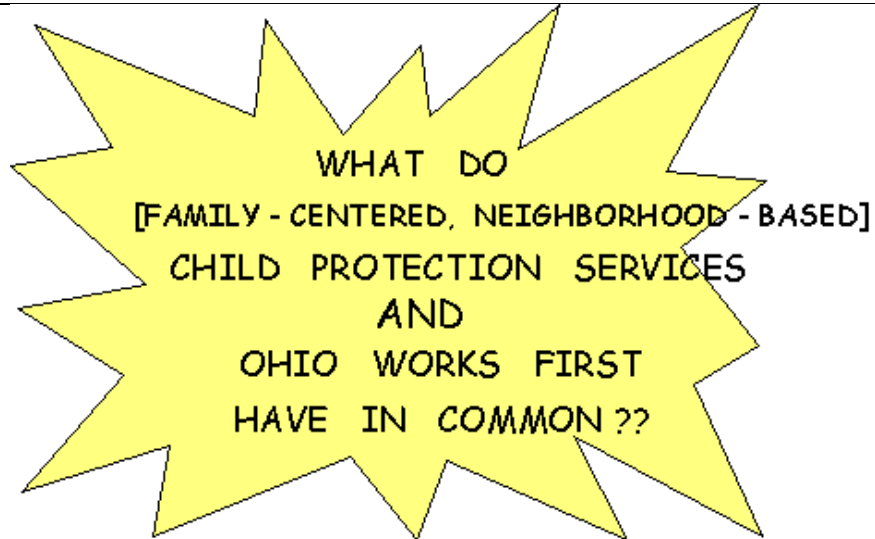 WHAT DO
[FAMILY - CENTERED, NEIGHBORHOOD - BASED]
CHILD PROTECTION SERVICES
AND
OHIO WORKS FIRST
HAVE IN COMMON ??